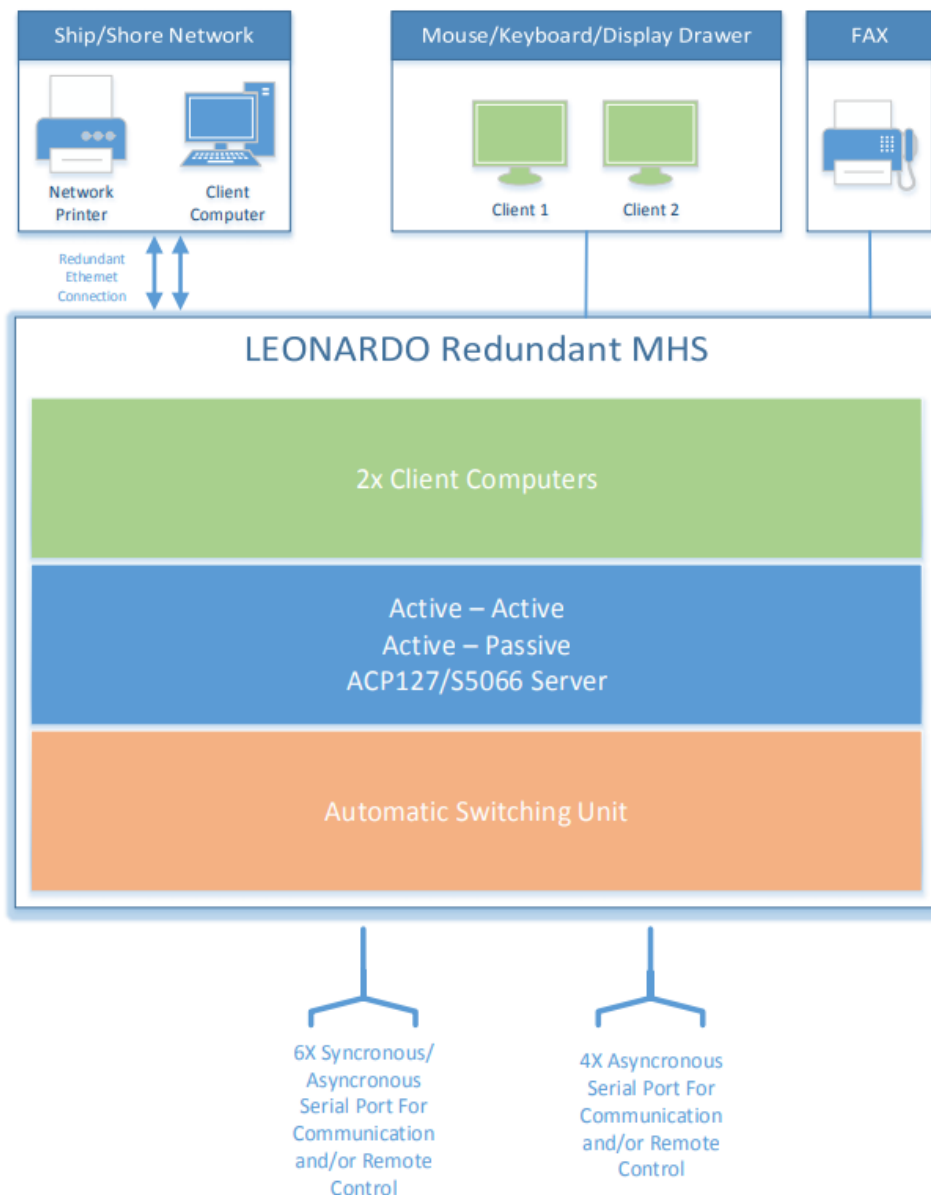 Ship/Shore Network
Mouse/Keyboard/Display Drawer
FAX
Network
Printer
Client
Computer
Client 1
Client 2
Redundant
Ethernet
Connection
LEONARDO Redundant MHS
2x Client Computers
Active – Active
Active – Passive
ACP127/S5066 Server
Automatic Switching Unit
6X Syncronous/
Asyncronous
Serial Port For
Communication
and/or Remote
Control
4X Asyncronous
Serial Port For
Communication
and/or Remote
Control